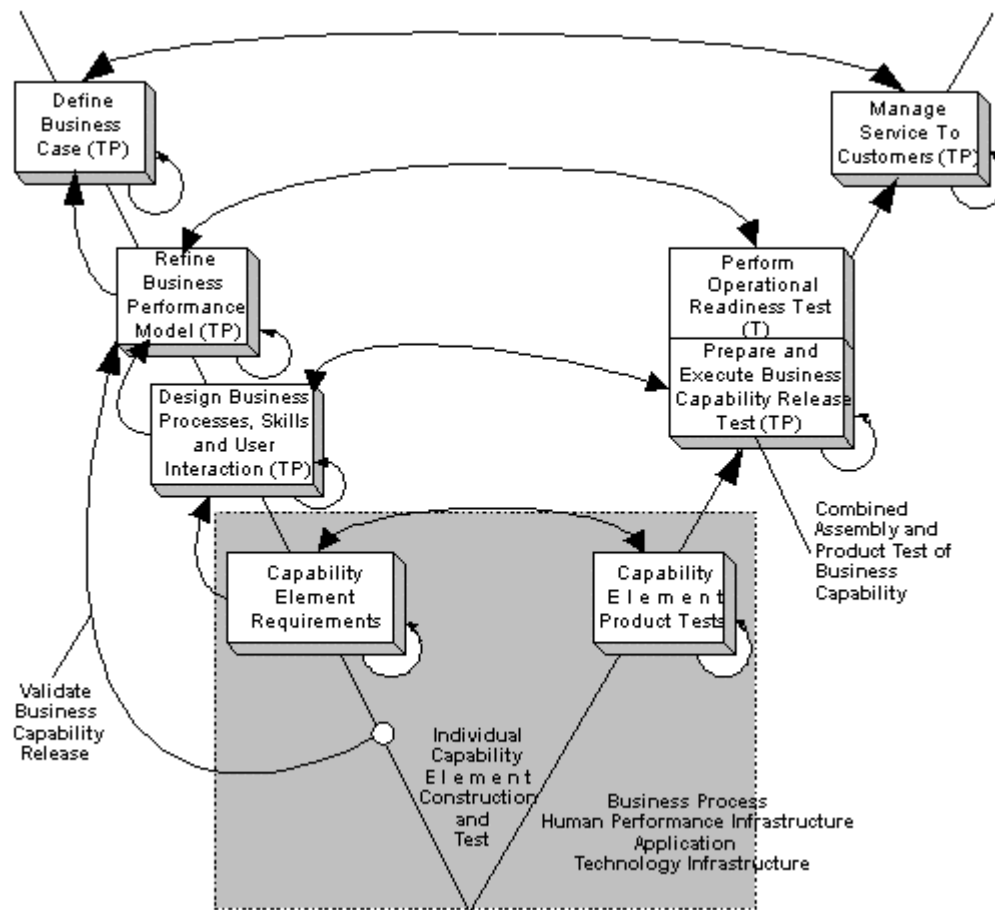 Define
Business
Case (TP)
Manage
Service To
Customers (TP)
Refine
Business
Performance
Model (TP)
Perform
Operational
Readiness Test
(T)
Prepare and
Execute Business
Capability Release
Test (TP)
Design Business
Processes, Skills
and User
Interaction (TP)
Combined
Assembly and
Product Test of
Business
Capability
Capability
Element
Requirements
Capability
Element
Product Tests
Validate
Business
Capability
Release
Individual
Capability
Element
Construction
and
Test
Business Process
Human Performance Infrastructure
Application
Technology Infrastructure